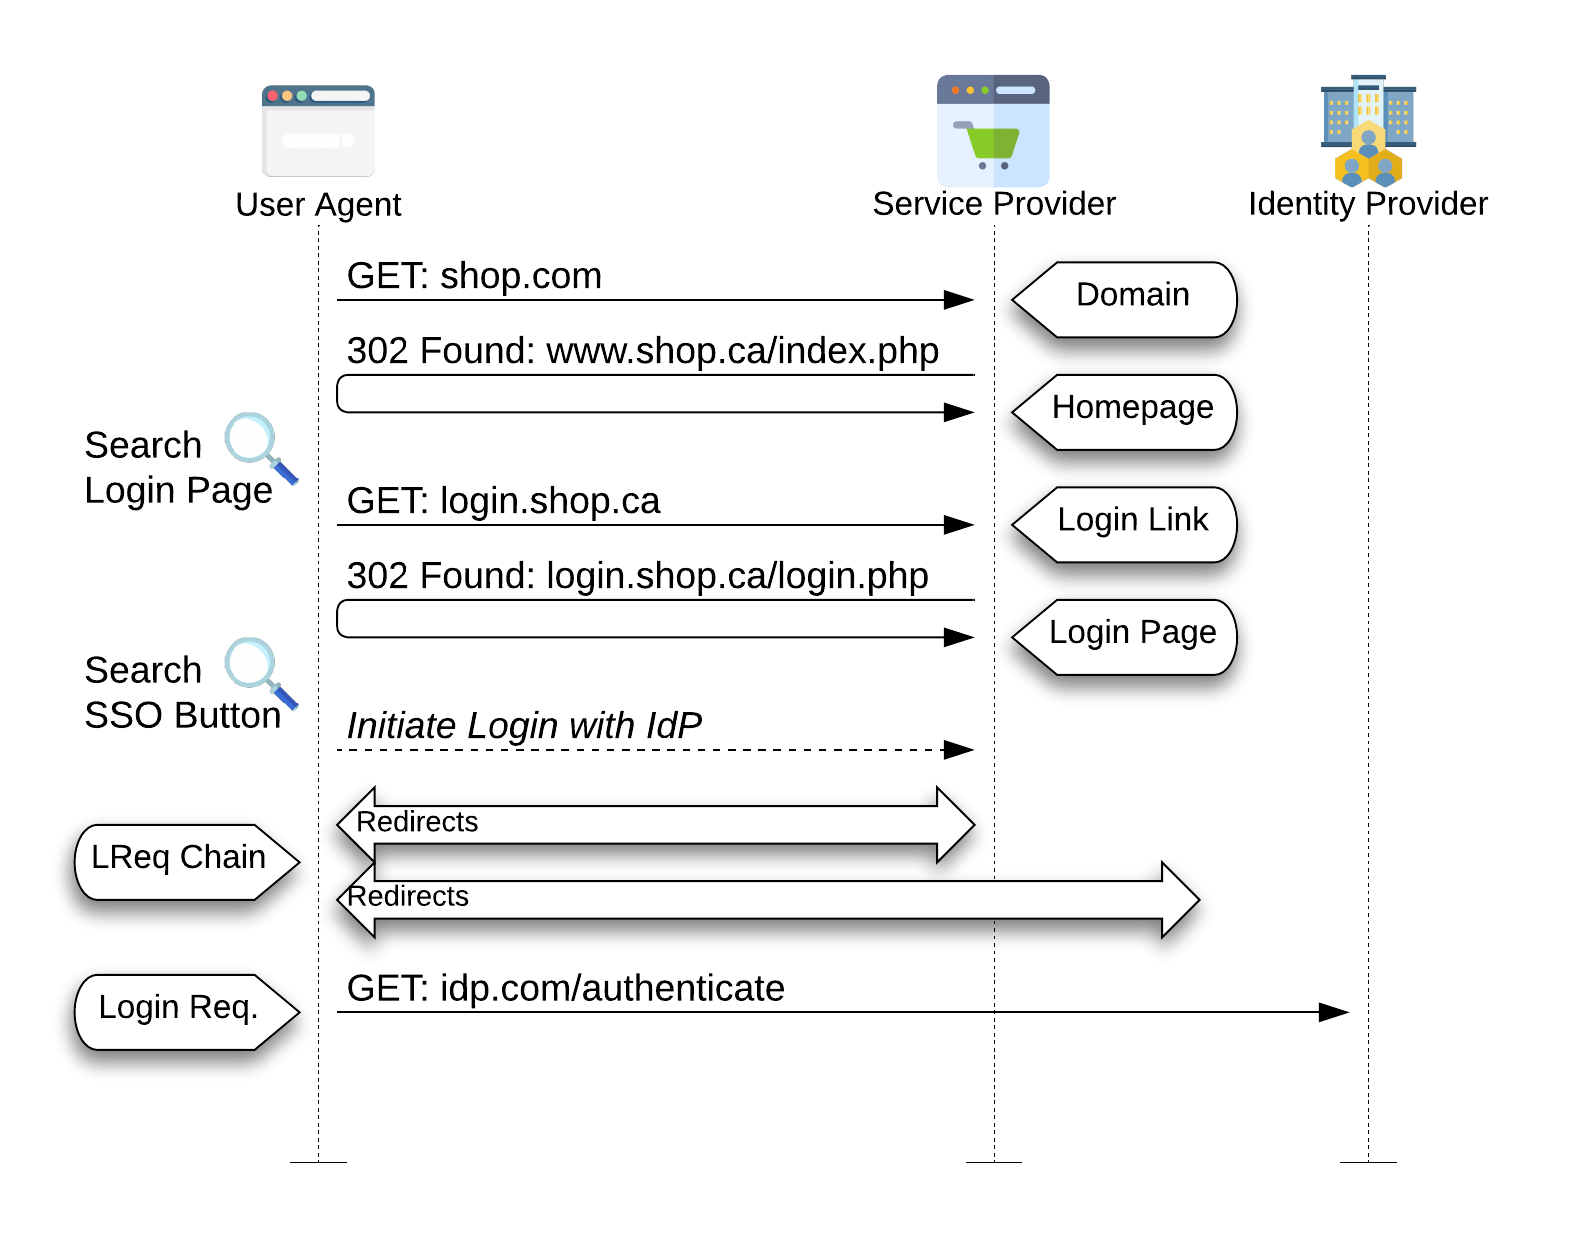 User Agent
Service Provider
Identity Provider
GET: shop.com
Domain
302 Found: www.shop.ca/index.php
Homepage
Search
Login Page
GET: login.shop.ca
Login Link
302 Found: login.shop.ca/login.php
Login Page
Search
SSO Button
Initiate Login with IdP
Redirects
LReq Chain
Redirects
GET: idp.com/authenticate
Login Req.